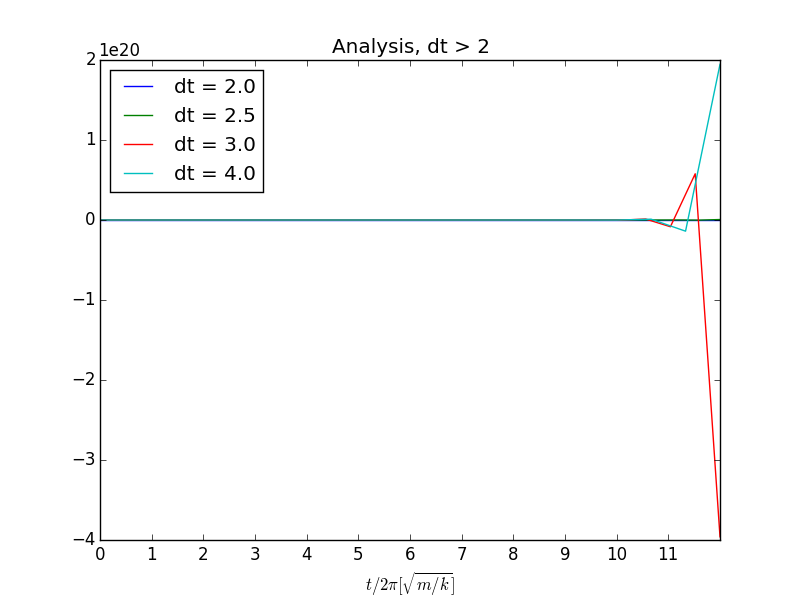 Analysis, dt > 2
1e20
dt = 2.0
dt = 2.5
dt = 3.0
dt = 4.0
2
1
0
−1
−2
−3
−4
0 1 2 3 4 5 6 7 8 9 10 11
t/2π[√m/k]